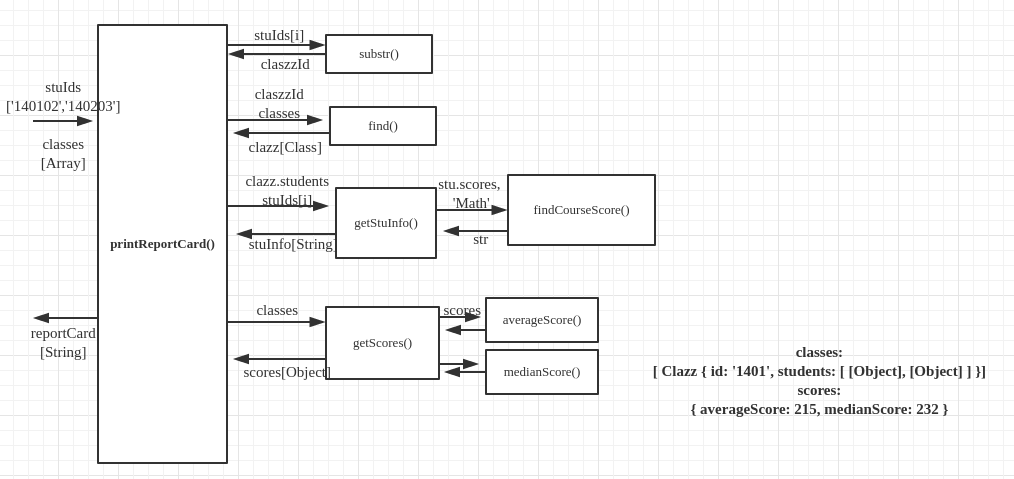 stuIds
['140102','140203']
classes
[Array]
printReportCard()
reportCard
[String]
stuIds[i]
claszzId
substr()
claszzId
classes
clazz[Class]
find()
clazz.students
stuIds[i]
stuInfo[String]
getStuInfo()
stu.scores,
'Math'
str
findCourseScore()
classes
scores[Object]
getScores()
scores
averageScore()
medianScore()
classes:
[ Clazz { id: '1401', students: [ [Object], [Object] ] }]
scores:
{ averageScore: 215, medianScore: 232 }